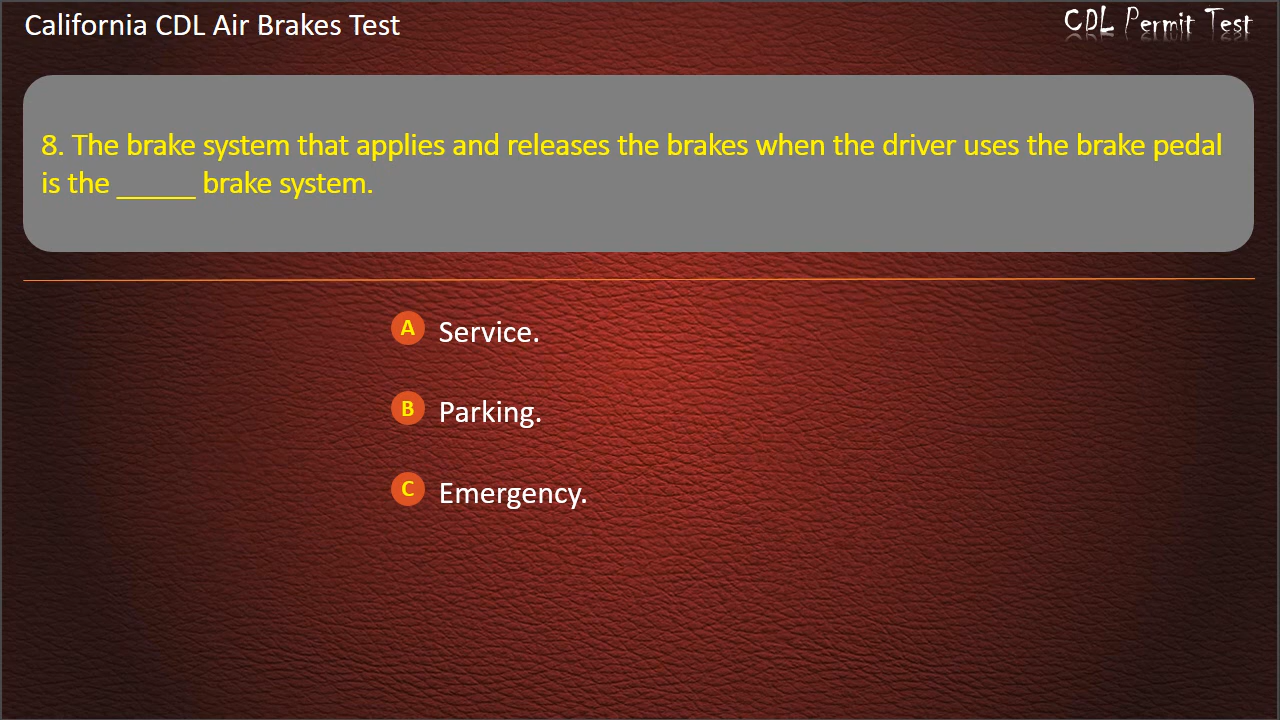 California CDL Air Brakes Test
CDL Permit Test
8. The brake system that applies and releases the brakes when the driver uses the brake pedal
is the _____ brake system.
A Service.
B Parking.
C Emergency.